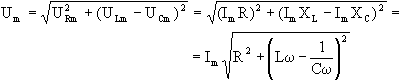 U_m = √(U²_Rm + (U_Lm − U_Cm)²) = √((I_m R)² + (I_m X_L − I_m X_C)²) =
= I_m √(R² + (Lω − 1/(Cω))²)